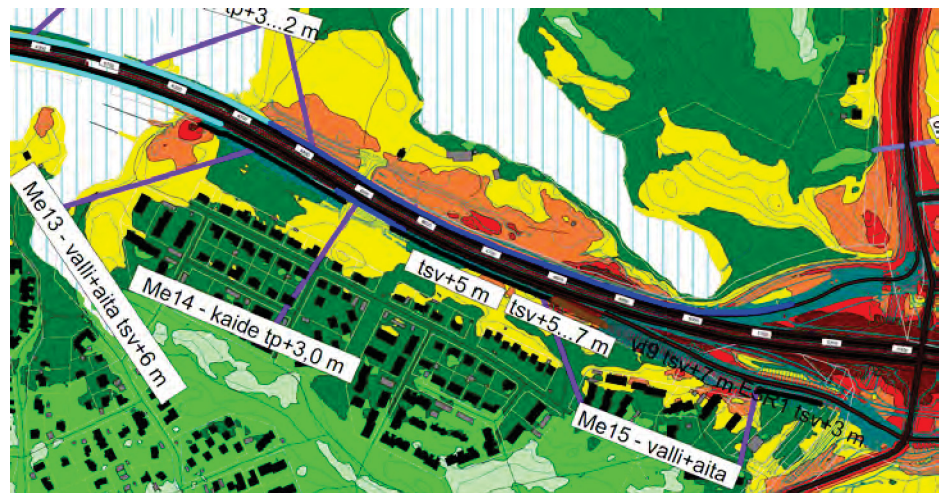 tp+3...2 m
Me13 - valli+aita tsv+6 m
Me14 - kaide tp+3.0 m
tsv+5 m
tsv+5... 7 m
vt9 tsv+7 m E3R1 tsv+3 m
Me15 - valli+aita